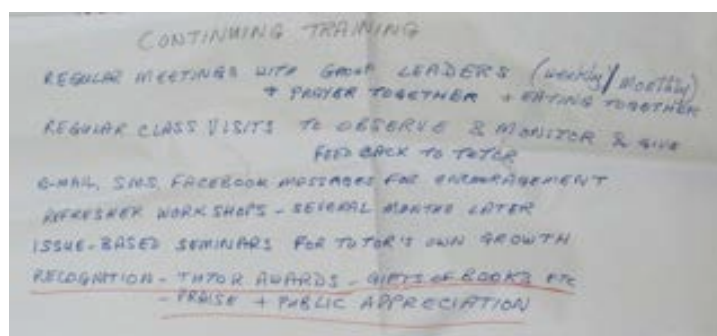 CONTINUING TRAINING
REGULAR MEETINGS WITH GROUP LEADERS (weekly/monthly)
+ PRAYER TOGETHER + EATING TOGETHER
REGULAR CLASS VISITS TO OBSERVE & MONITOR & GIVE
FEED BACK TO TUTOR
E-MAIL, SMS, FACEBOOK MESSAGES FOR ENCOURAGEMENT
REFRESHER WORKSHOPS - SEVERAL MONTHS LATER
ISSUE-BASED SEMINARS FOR TUTOR'S OWN GROWTH
RECOGNITION - TUTOR AWARDS - GIFTS OF BOOKS ETC
- PRAISE + PUBLIC APPRECIATION